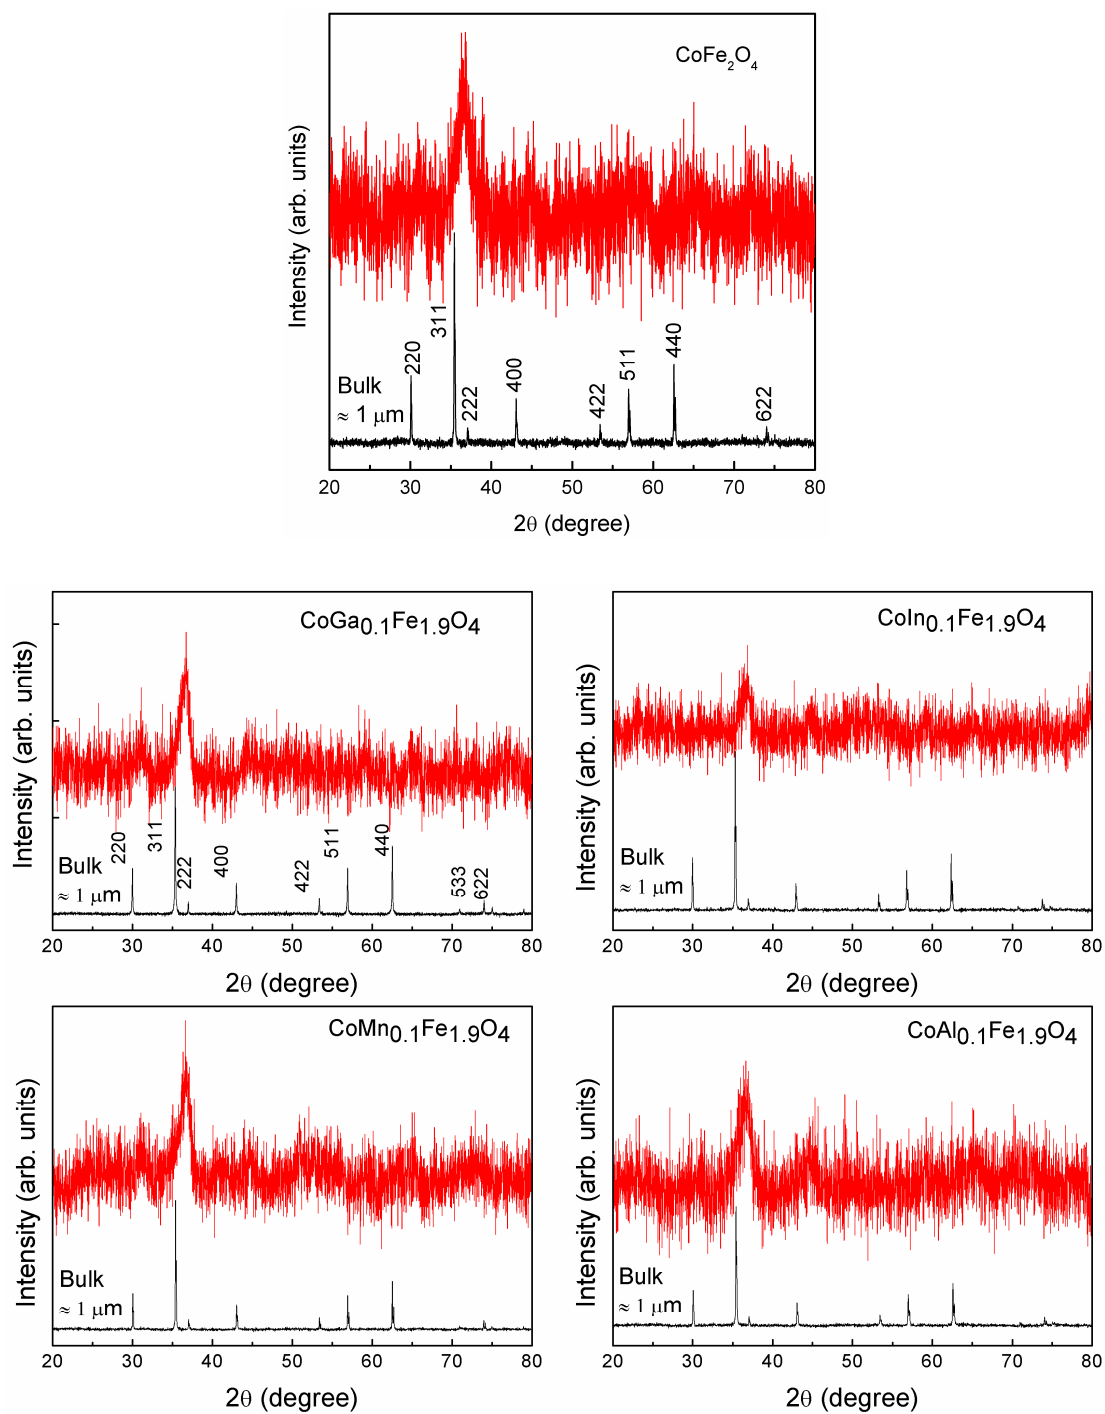 CoFe₂O₄
Intensity (arb. units)
Bulk
≈ 1 μm
220
311
222
400
422
511
440
622
20 30 40 50 60 70 80
2θ (degree)
CoGa0.1Fe1.9O4
Intensity (arb. units)
Bulk
≈ 1 μm
220
311
222
400
422
511
440
533
622
20 30 40 50 60 70 80
2θ (degree)
CoIn0.1Fe1.9O4
Intensity (arb. units)
Bulk
≈ 1 μm
20 30 40 50 60 70 80
2θ (degree)
CoMn0.1Fe1.9O4
Intensity (arb. units)
Bulk
≈ 1 μm
20 30 40 50 60 70 80
2θ (degree)
CoAl0.1Fe1.9O4
Intensity (arb. units)
Bulk
≈ 1 μm
20 30 40 50 60 70 80
2θ (degree)